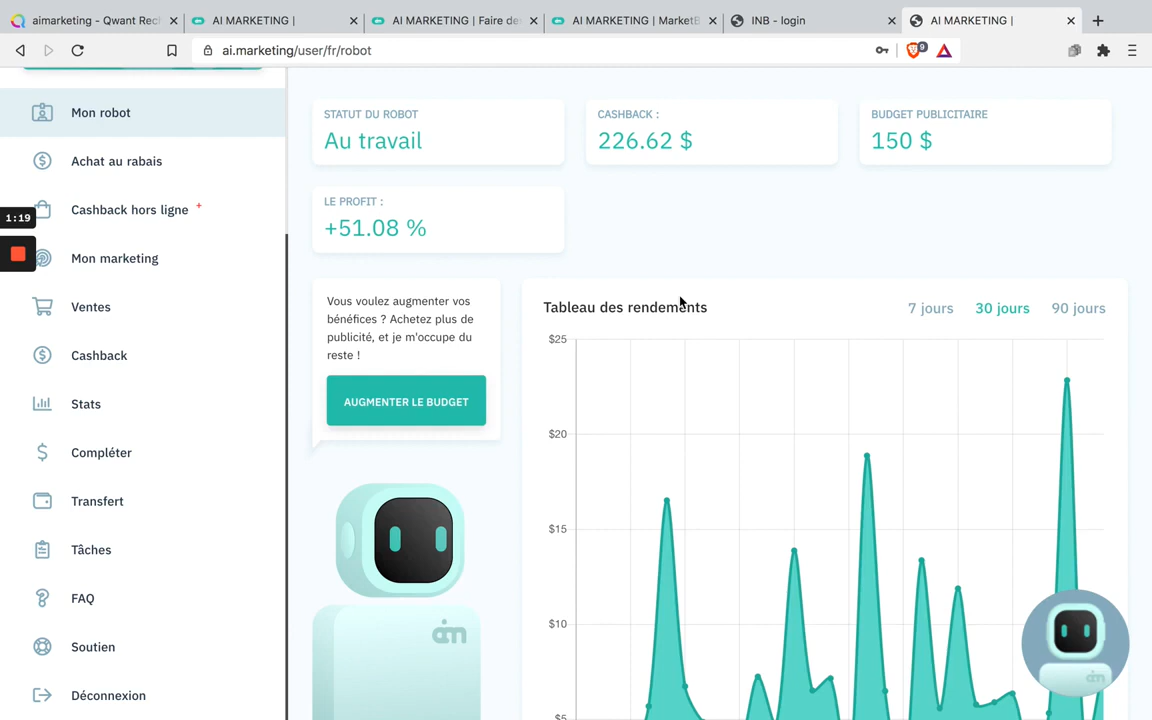 aimarketing - Qwant Rech
AI MARKETING |
AI MARKETING | Faire de
AI MARKETING | MarketB
INB - login
AI MARKETING |
ai.marketing/user/fr/robot
9
Mon robot
Achat au rabais
Cashback hors ligne +
1:19
Mon marketing
Ventes
Cashback
Stats
Compléter
Transfert
Tâches
FAQ
Soutien
Déconnexion
STATUT DU ROBOT
Au travail
CASHBACK :
226.62 $
BUDGET PUBLICITAIRE
150 $
LE PROFIT :
+51.08 %
Vous voulez augmenter vos
bénéfices ? Achetez plus de
publicité, et je m'occupe du
reste !
AUGMENTER LE BUDGET
aim
Tableau des rendements
7 jours
30 jours
90 jours
$25
$20
$15
$10
$5
aim